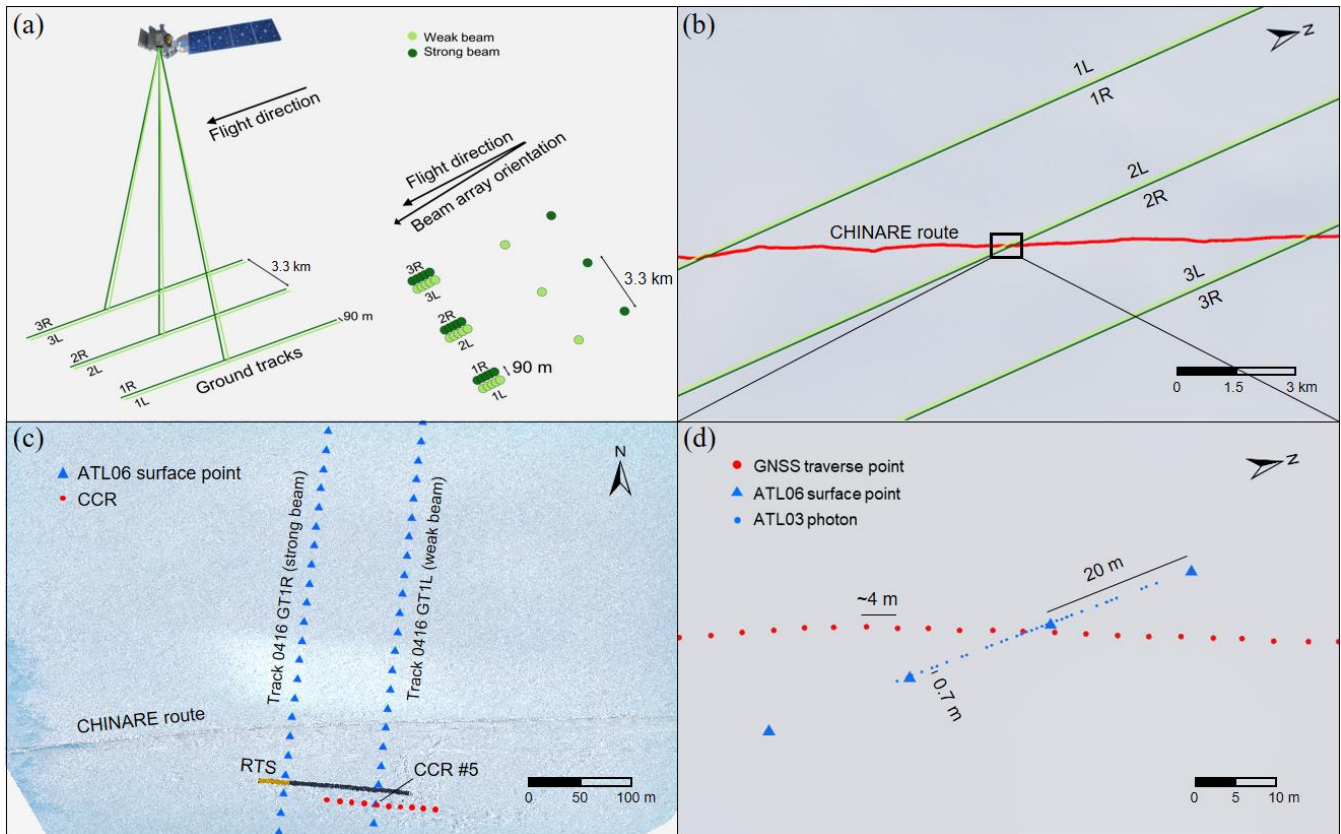 (a)
Weak beam
Strong beam
Flight direction
Flight direction
Beam array orientation
3.3 km
3R
3L
2R
2L
1R
1L
90 m
Ground tracks
3R
3L
2R
2L
1R
1L
90 m
3.3 km
(b)
N
1L
1R
2L
2R
CHINARE route
3L
3R
0 1.5 3 km
(c)
ATL06 surface point
CCR
N
Track 0416 GT1R (strong beam)
Track 0416 GT1L (weak beam)
CHINARE route
RTS
CCR #5
0 50 100 m
(d)
GNSS traverse point
ATL06 surface point
ATL03 photon
N
20 m
~4 m
0.7 m
0 5 10 m